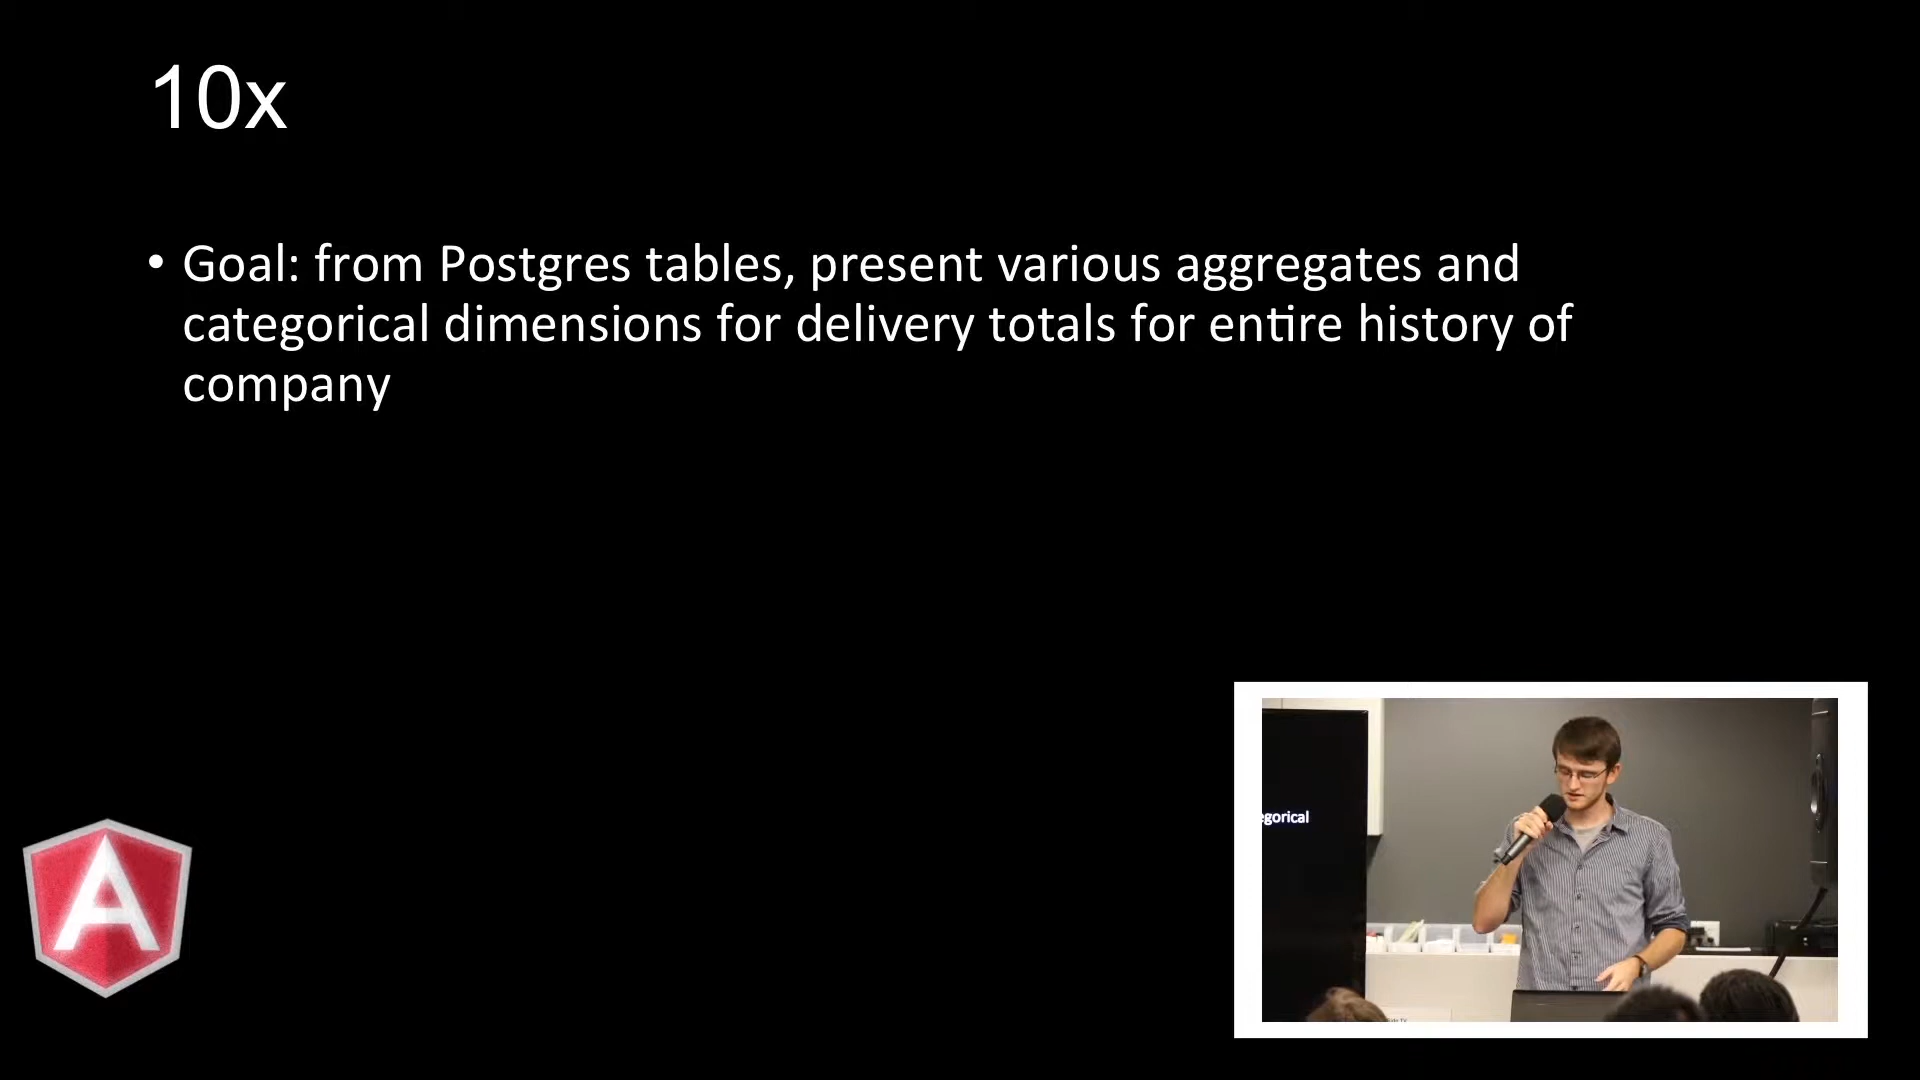 10x
• Goal: from Postgres tables, present various aggregates and
categorical dimensions for delivery totals for entire history of
company
egorical